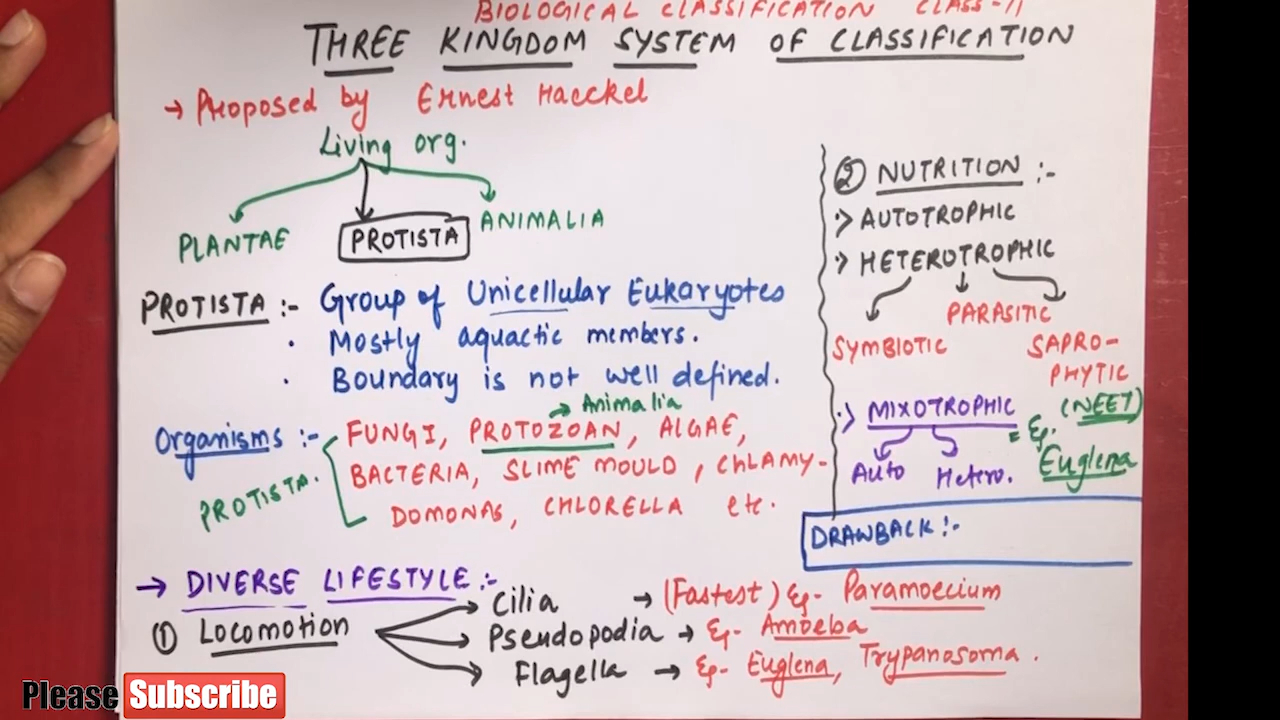 BIOLOGICAL CLASSIFICATION CLASS-11
THREE KINGDOM SYSTEM OF CLASSIFICATION
→ Proposed by Ernest Haeckel
Living org.
PLANTAE PROTISTA ANIMALIA
PROTISTA :- Group of Unicellular Eukaryotes
· Mostly aquactic members.
· Boundary is not well defined.
→ Animalia
Organisms :- FUNGI, PROTOZOAN, ALGAE,
PROTISTA. BACTERIA, SLIME MOULD, CHLAMY-
DOMONAS, CHLORELLA etc.
→ DIVERSE LIFESTYLE :-
① Locomotion
Cilia → (Fastest) Eg- Paramoecium
Pseudopodia → Eg- Amoeba
Flagella → Eg- Euglena, Trypanosoma.
② NUTRITION :-
:> AUTOTROPHIC
:> HETEROTROPHIC
SYMBIOTIC PARASITIC SAPRO-
PHYTIC
:> MIXOTROPHIC = Eg. (NEET)
Auto Hetero. Euglena
DRAWBACK :-
Please Subscribe